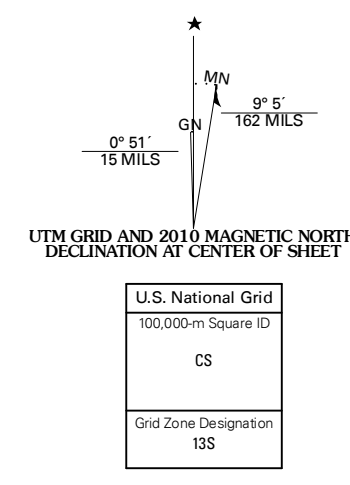 MN
GN
9° 5´
162 MILS
0° 51´
15 MILS
UTM GRID AND 2010 MAGNETIC NORTH
DECLINATION AT CENTER OF SHEET
U.S. National Grid
100,000-m Square ID
CS
Grid Zone Designation
13S